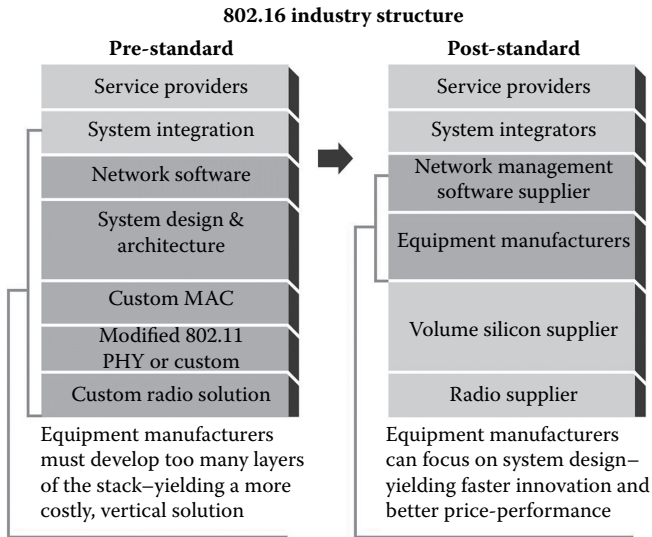 802.16 industry structure
Pre-standard
Service providers
System integration
Network software
System design &
architecture
Custom MAC
Modified 802.11
PHY or custom
Custom radio solution
Equipment manufacturers
must develop too many layers
of the stack–yielding a more
costly, vertical solution
Post-standard
Service providers
System integrators
Network management
software supplier
Equipment manufacturers
Volume silicon supplier
Radio supplier
Equipment manufacturers
can focus on system design–
yielding faster innovation and
better price-performance